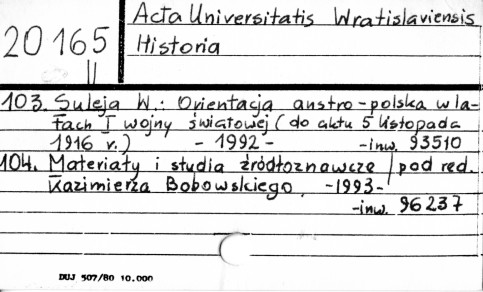 Acta Universitatis Wratislaviensis
20165 Historia
II
103. Suleja W.: Orientacja austro-polska w la-
tach I wojny światowej (do aktu 5 listopada
1916 r.) - 1992 - -inw. 93510
104. Materiały i studia źródłoznawcze / pod red.
Kazimierza Bobowskiego. -1993-
-inw. 96237
DUJ 507/80 10.000